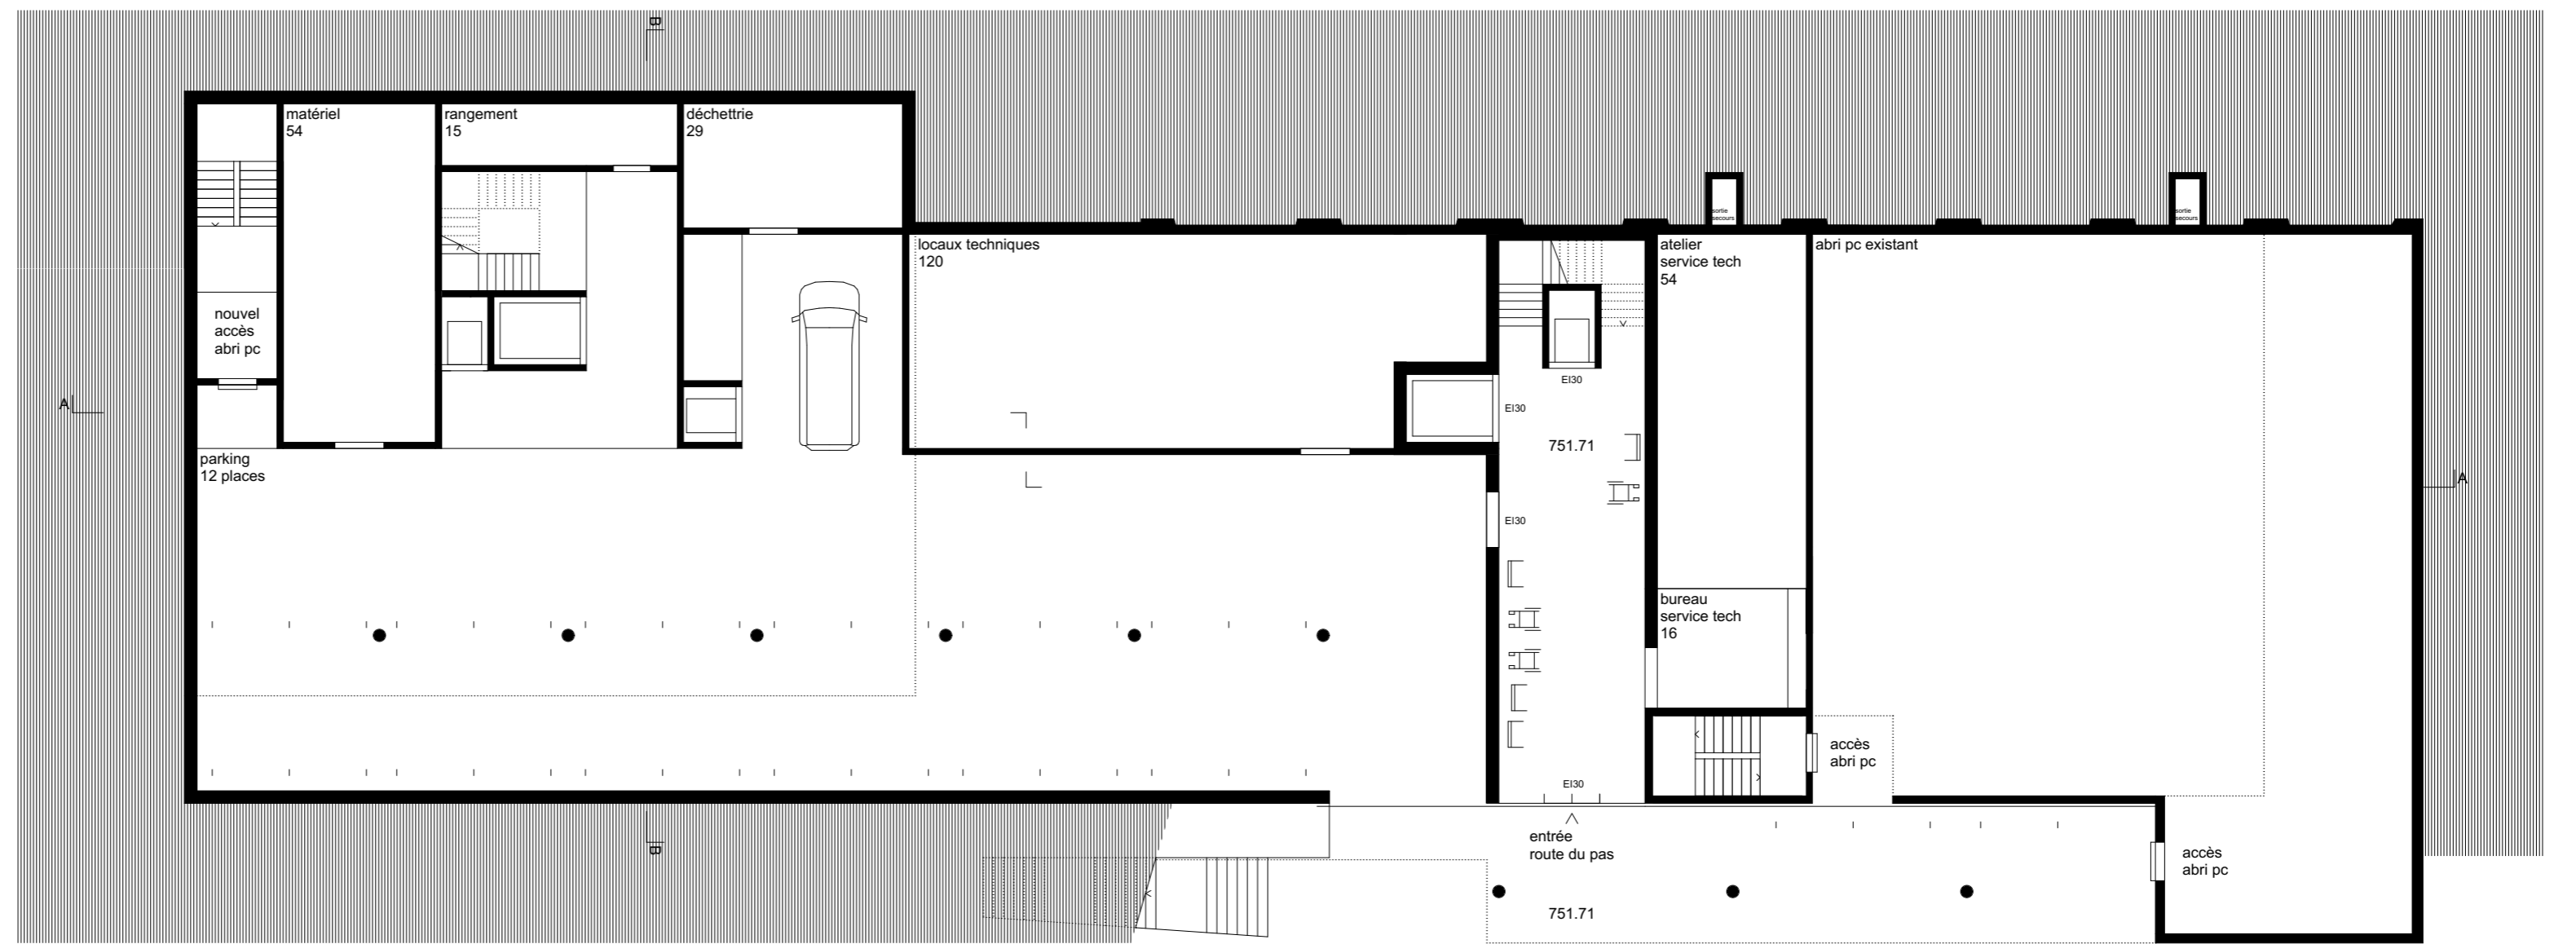 B
matériel
54
rangement
15
déchettrie
29
sortie
secours
sortie
secours
locaux techniques
120
atelier
service tech
54
abri pc existant
nouvel
accès
abri pc
EI30
A
EI30
751.71
parking
12 places
A
EI30
bureau
service tech
16
accès
abri pc
EI30
entrée
route du pas
B
accès
abri pc
751.71